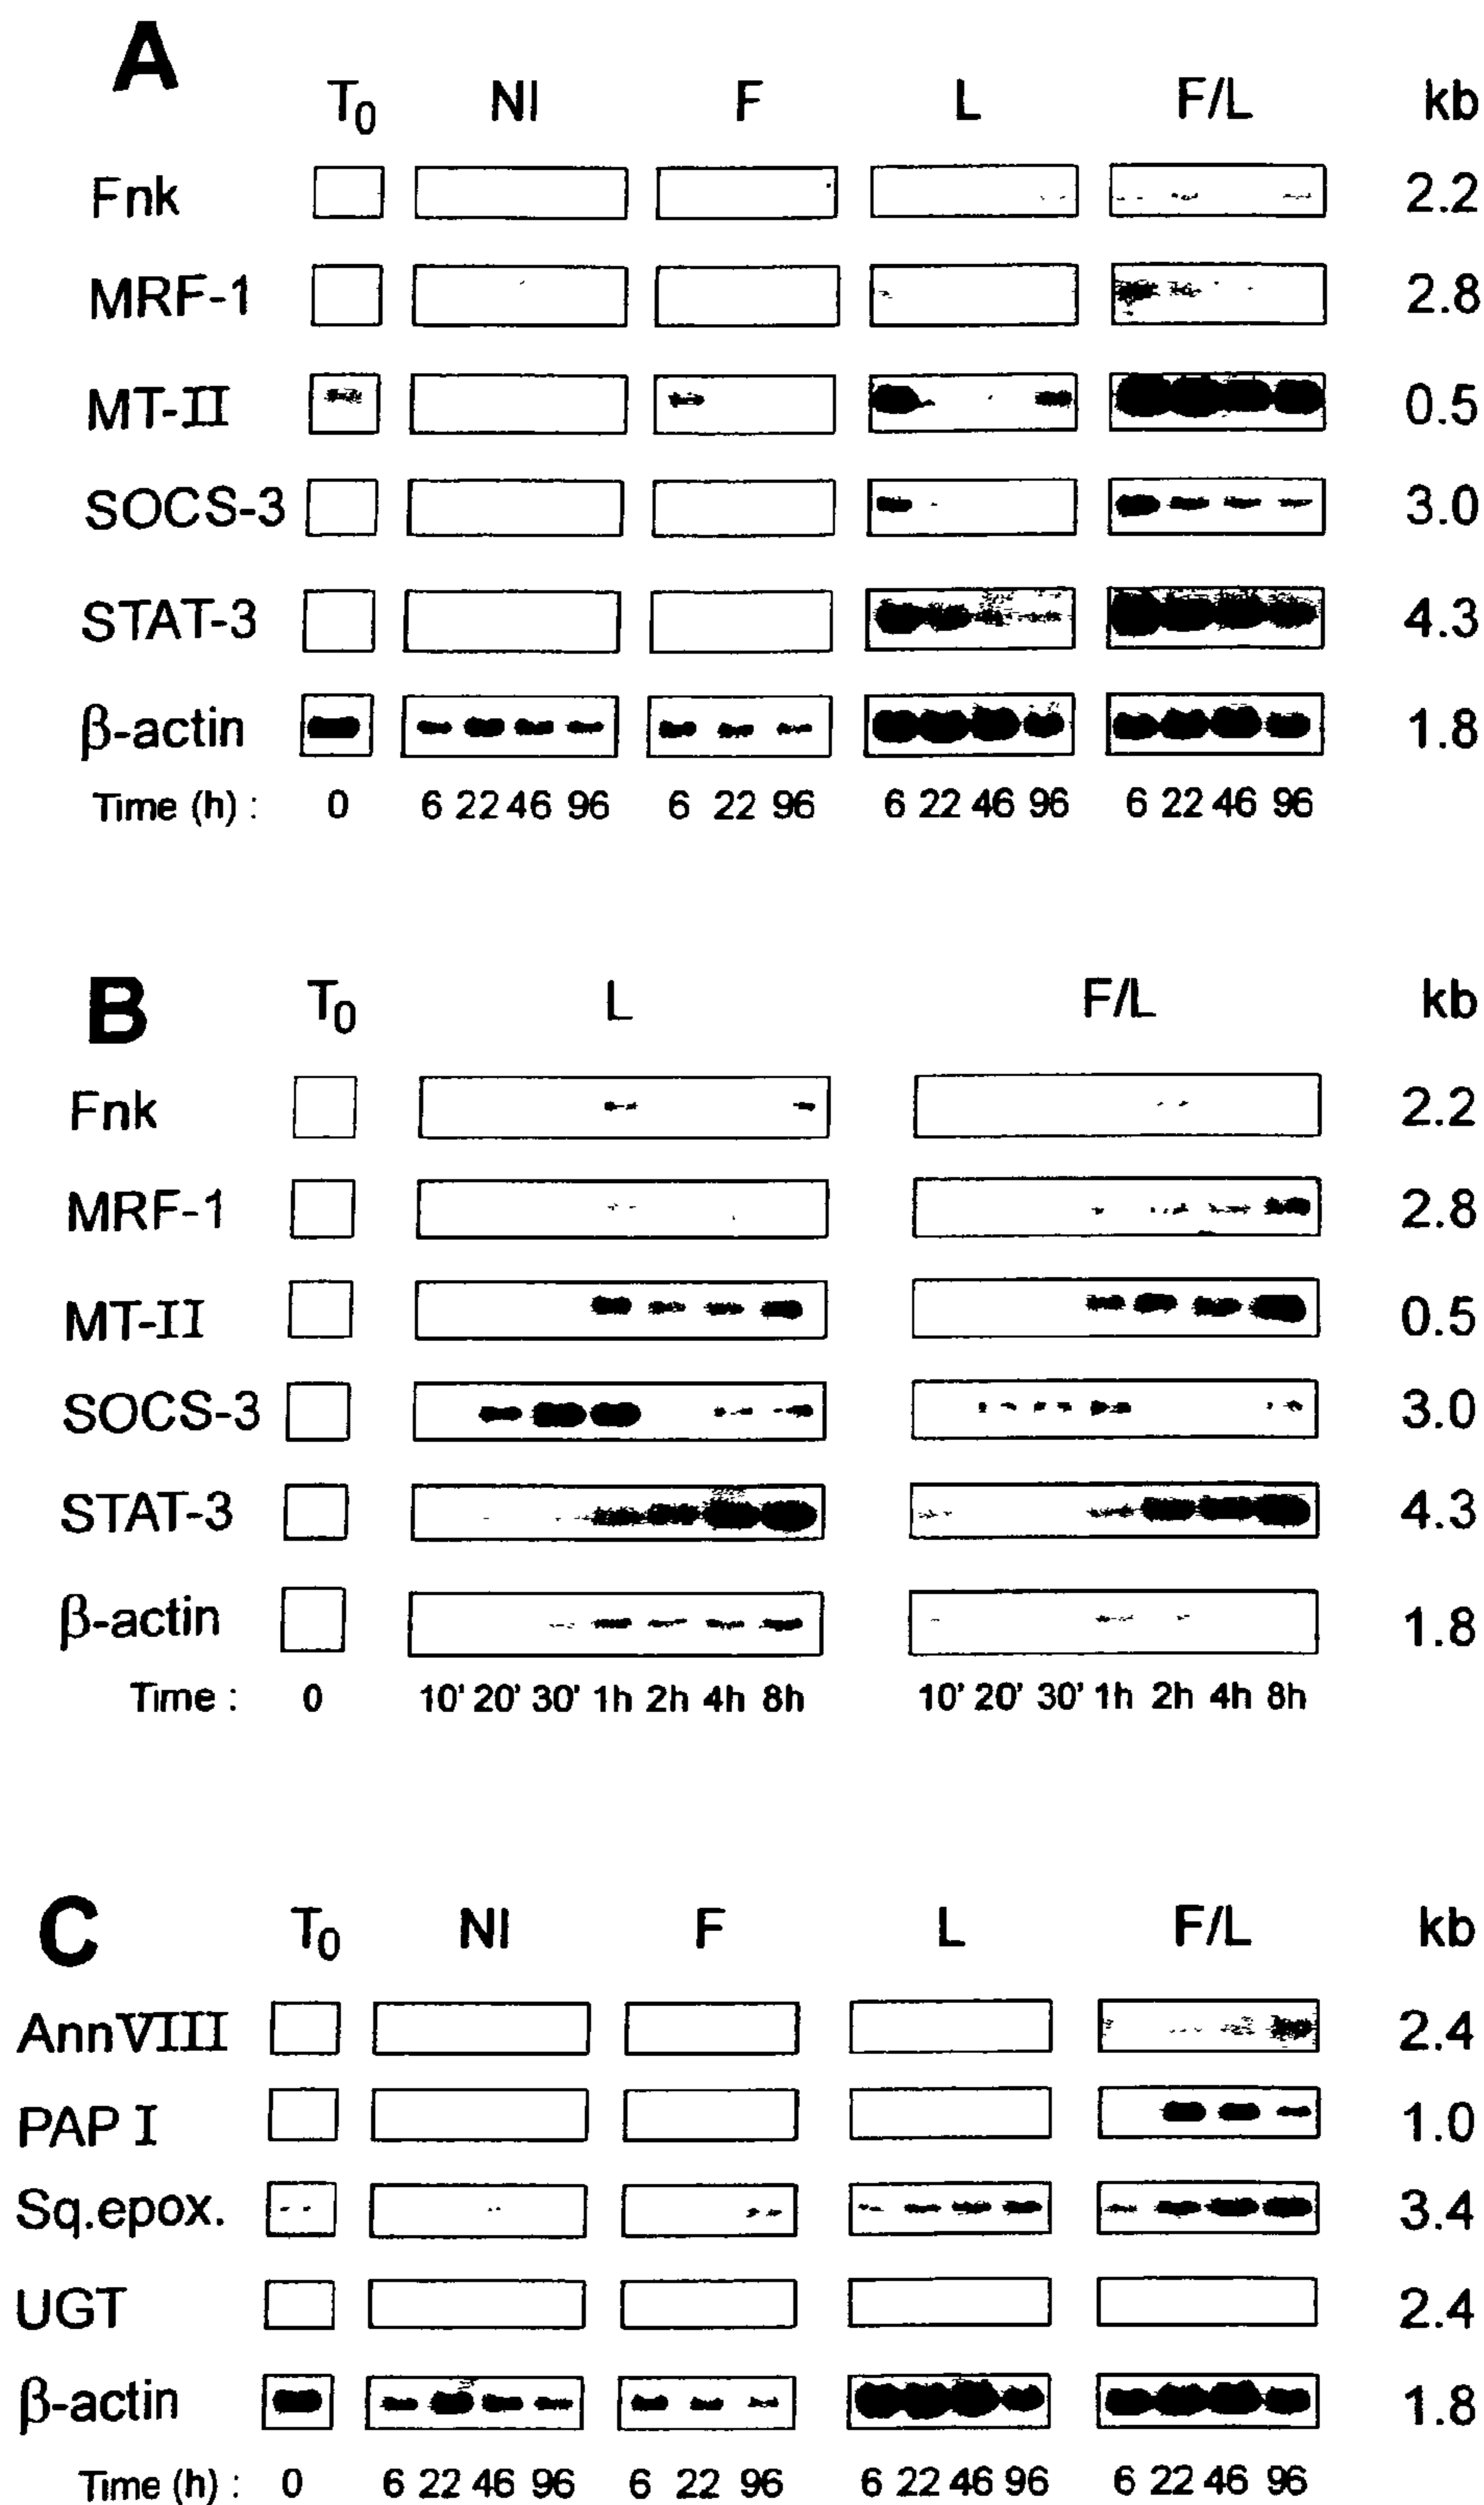 A
T0 NI F L F/L kb
Fnk 2.2
MRF-1 2.8
MT-II 0.5
SOCS-3 3.0
STAT-3 4.3
β-actin 1.8
Time (h) : 0 6 22 46 96 6 22 96 6 22 46 96 6 22 46 96
B T0 L F/L kb
Fnk 2.2
MRF-1 2.8
MT-II 0.5
SOCS-3 3.0
STAT-3 4.3
β-actin 1.8
Time : 0 10' 20' 30' 1h 2h 4h 8h 10' 20' 30' 1h 2h 4h 8h
C T0 NI F L F/L kb
AnnVIII 2.4
PAP I 1.0
Sq.epox. 3.4
UGT 2.4
β-actin 1.8
Time (h) : 0 6 22 46 96 6 22 96 6 22 46 96 6 22 46 96